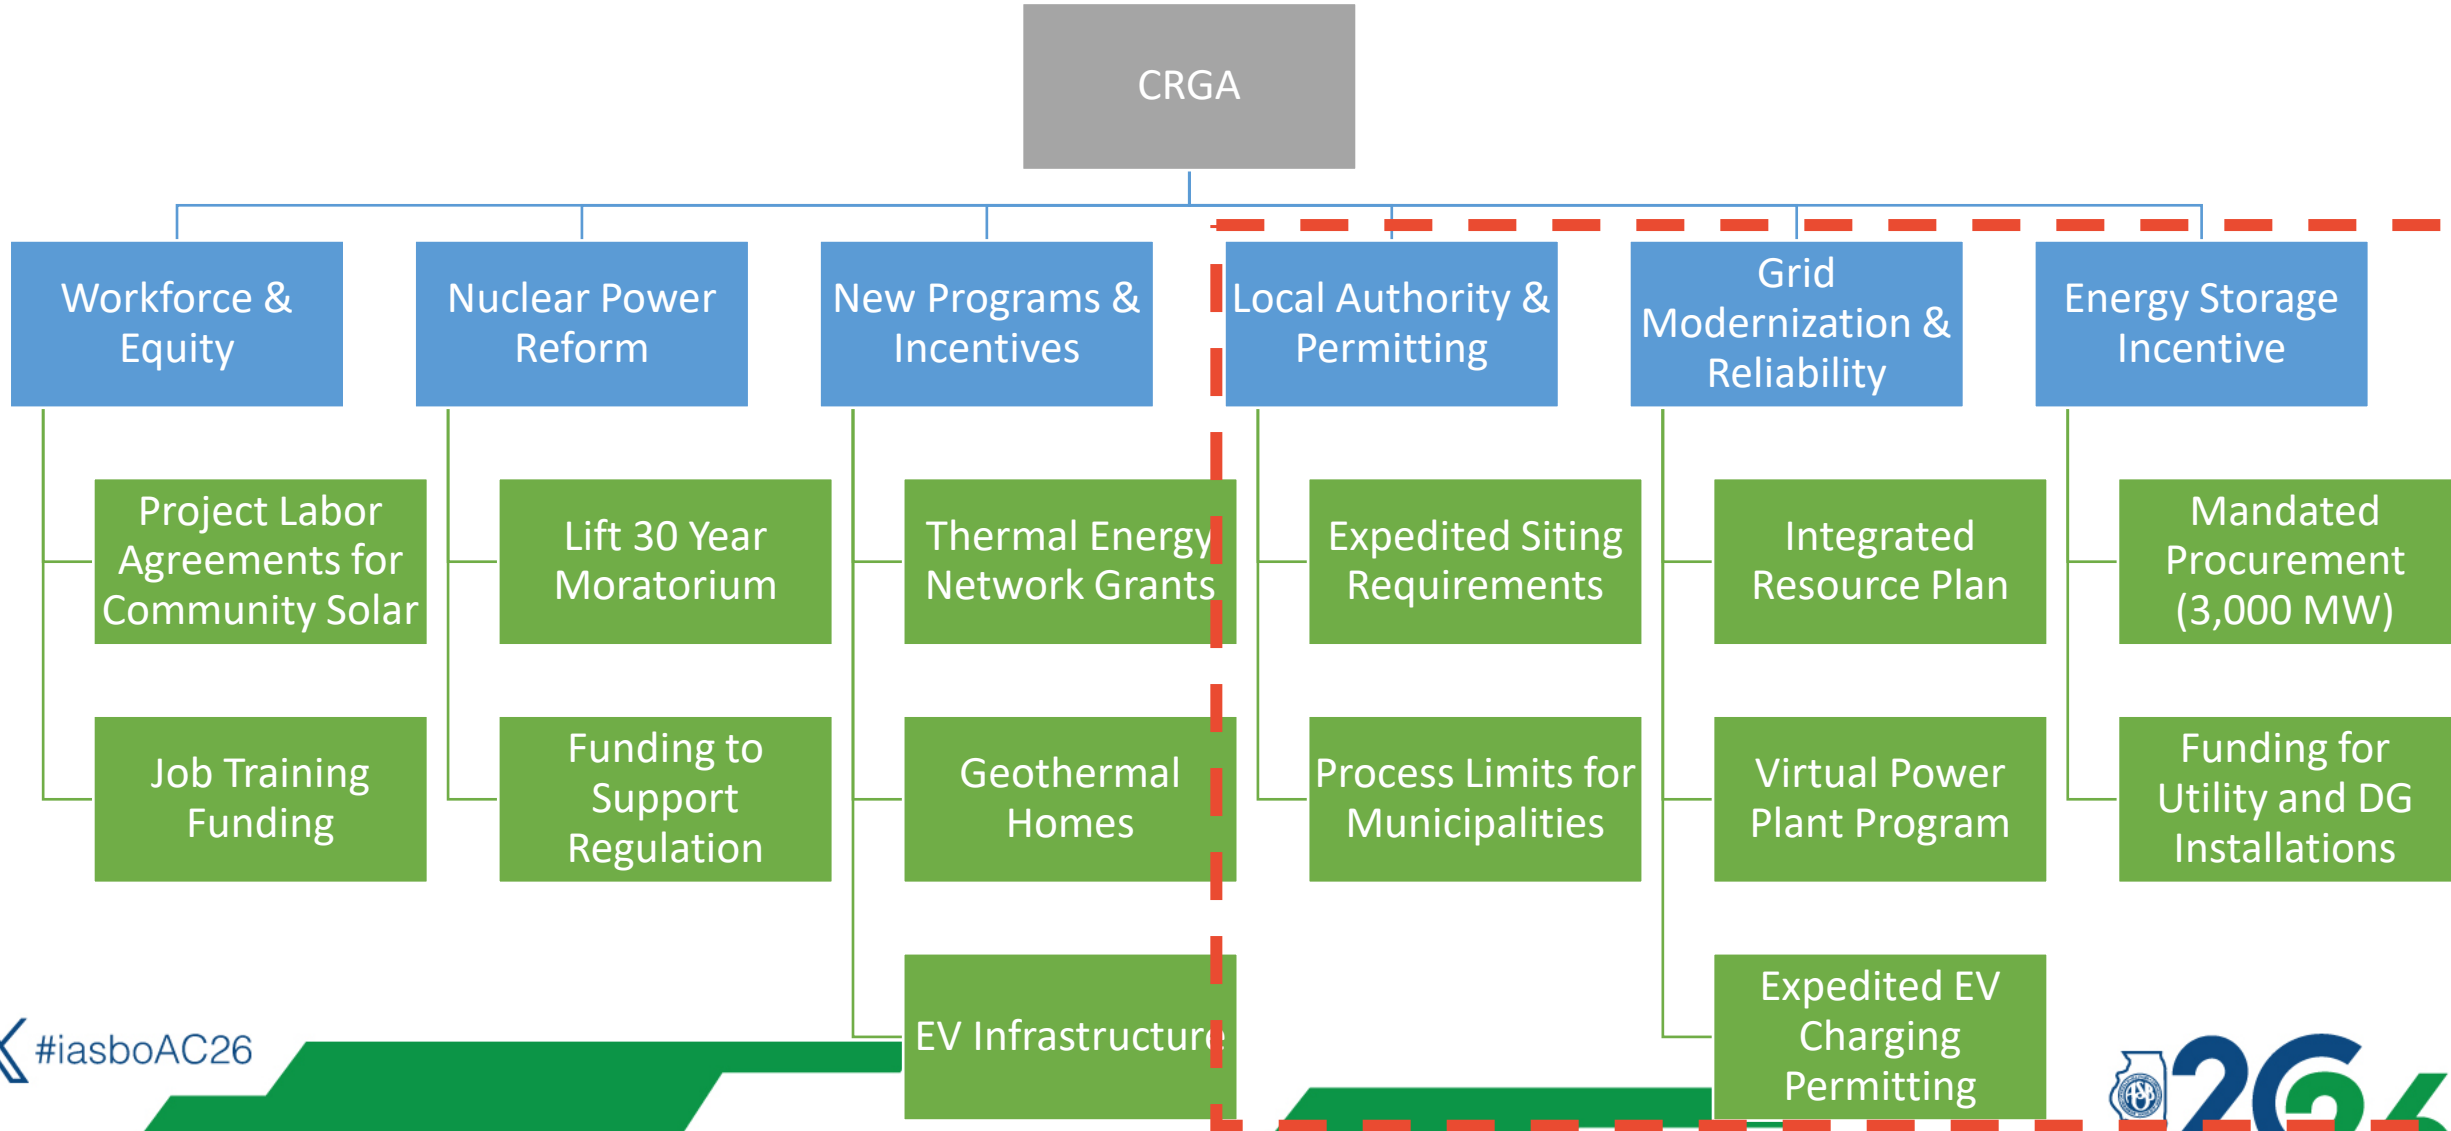 CRGA
Workforce &
Equity
Nuclear Power
Reform
New Programs &
Incentives
Local Authority &
Permitting
Grid
Modernization &
Reliability
Energy Storage
Incentive
Project Labor
Agreements for
Community Solar
Job Training
Funding
Lift 30 Year
Moratorium
Funding to
Support
Regulation
Thermal Energy
Network Grants
Geothermal
Homes
EV Infrastructure
Expedited Siting
Requirements
Process Limits for
Municipalities
Integrated
Resource Plan
Virtual Power
Plant Program
Expedited EV
Charging
Permitting
Mandated
Procurement
(3,000 MW)
Funding for
Utility and DG
Installations
#iasboAC26
2026